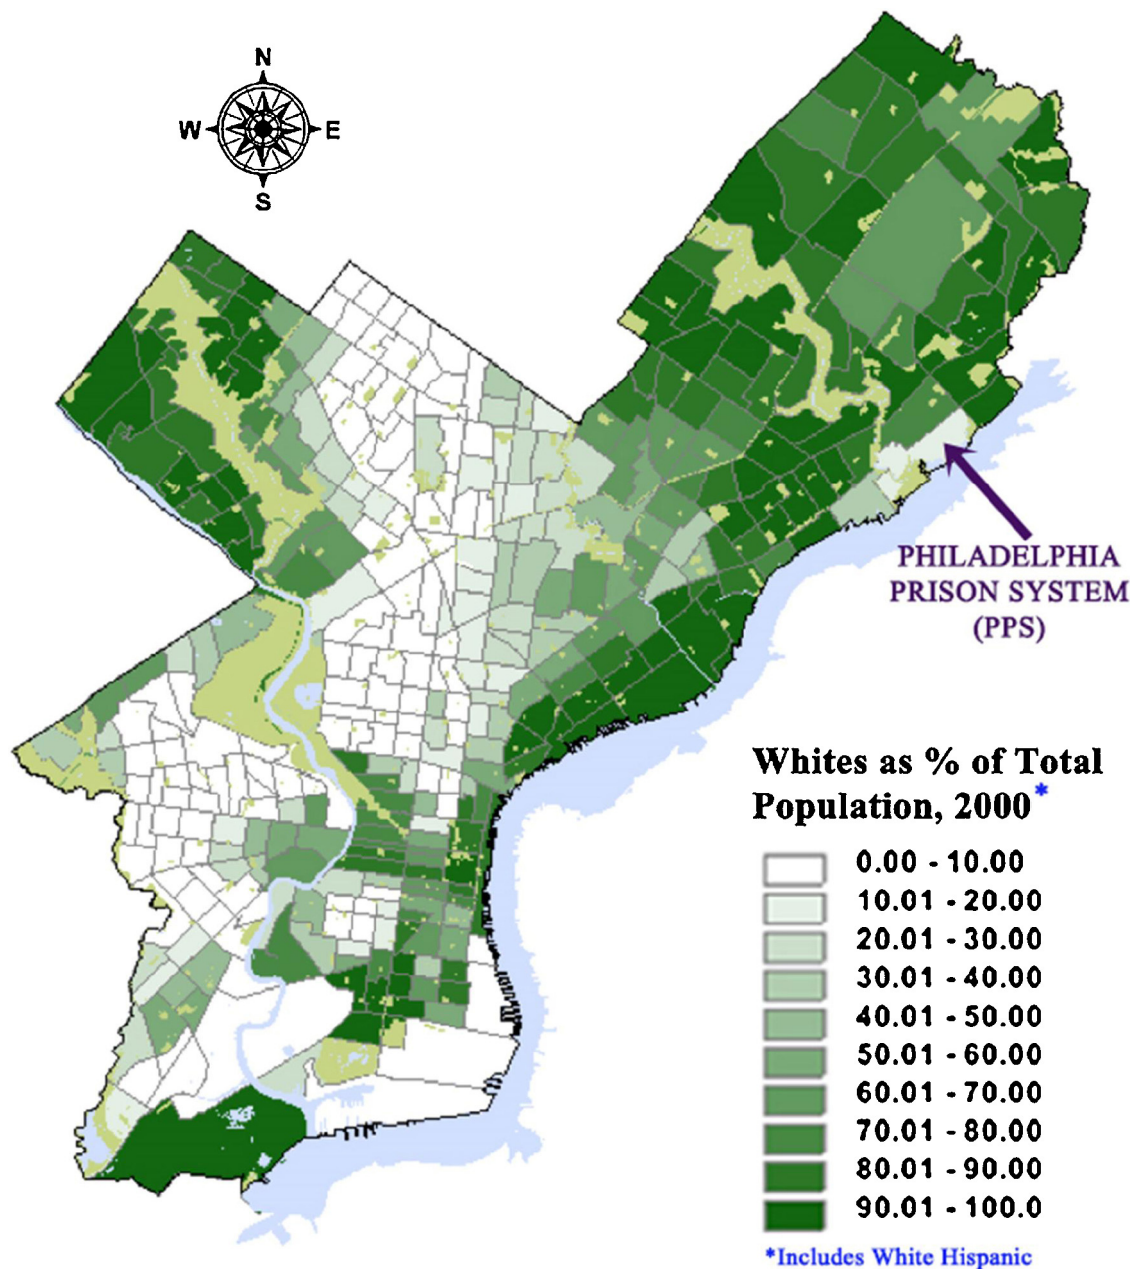 N
W E
S
PHILADELPHIA
PRISON SYSTEM
(PPS)
Whites as % of Total
Population, 2000*
0.00 - 10.00
10.01 - 20.00
20.01 - 30.00
30.01 - 40.00
40.01 - 50.00
50.01 - 60.00
60.01 - 70.00
70.01 - 80.00
80.01 - 90.00
90.01 - 100.0
*Includes White Hispanic